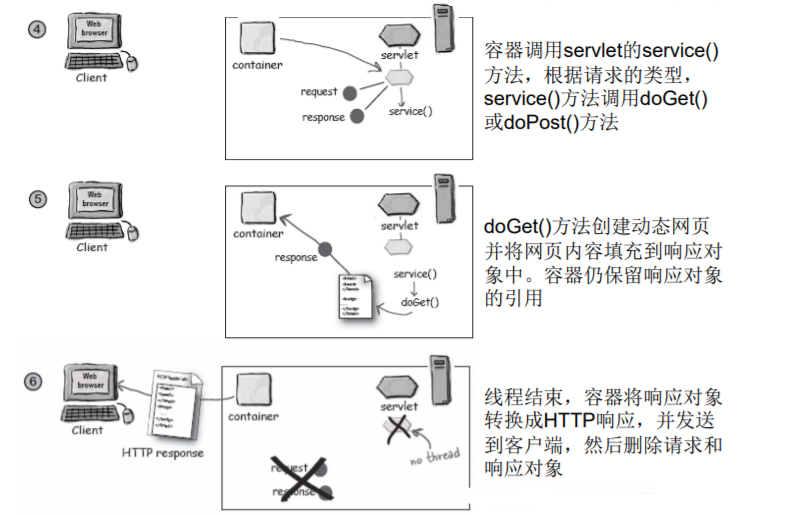 ④
Web
browser
Client
container
servlet
request
response
service()
容器调用servlet的service()
方法，根据请求的类型，
service()方法调用doGet()
或doPost()方法
⑤
Web
browser
Client
container
servlet
response
service()
doGet()
doGet()方法创建动态网页
并将网页内容填充到响应对
象中。容器仍保留响应对象
的引用
⑥
Web
browser
Client
HTTP response
container
servlet
no thread
request
response
线程结束，容器将响应对象
转换成HTTP响应，并发送
到客户端，然后删除请求和
响应对象